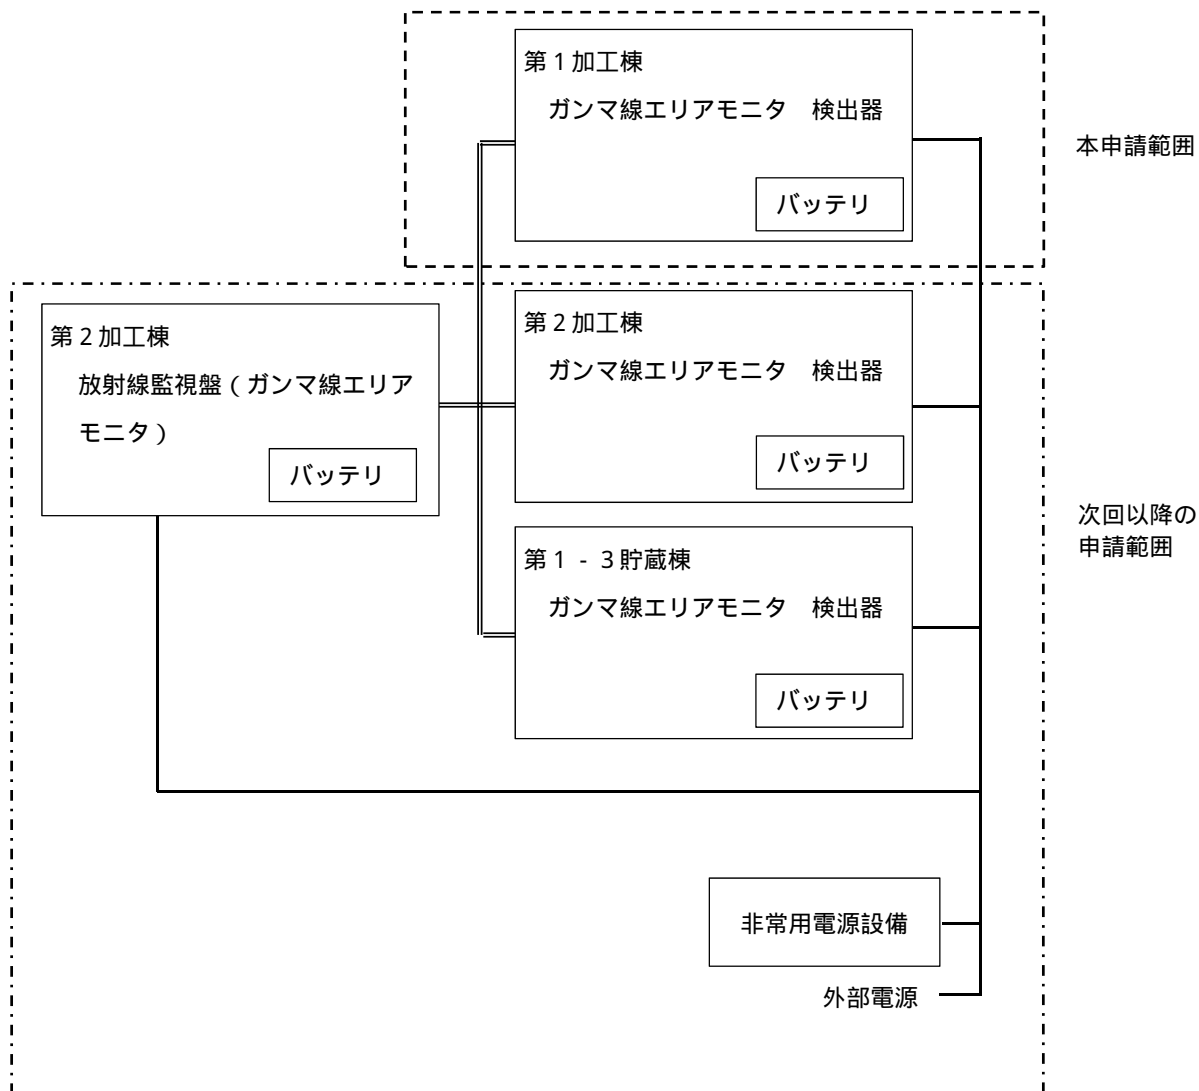 第1加工棟
ガンマ線エリアモニタ　検出器
バッテリ
本申請範囲
第2加工棟
放射線監視盤（ガンマ線エリア
モニタ）
バッテリ
第2加工棟
ガンマ線エリアモニタ　検出器
バッテリ
次回以降の
申請範囲
第1-3貯蔵棟
ガンマ線エリアモニタ　検出器
バッテリ
非常用電源設備
外部電源